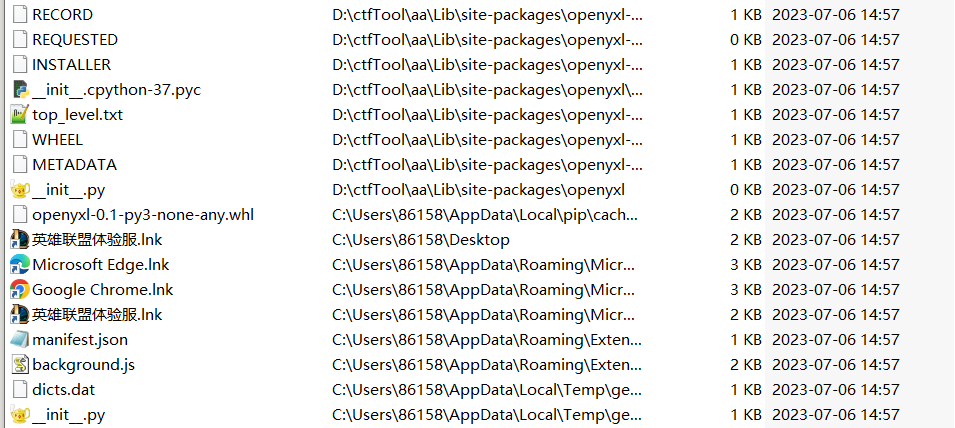 RECORD D:\ctfTool\aa\Lib\site-packages\openyxl-... 1 KB 2023-07-06 14:57
REQUESTED D:\ctfTool\aa\Lib\site-packages\openyxl-... 0 KB 2023-07-06 14:57
INSTALLER D:\ctfTool\aa\Lib\site-packages\openyxl-... 1 KB 2023-07-06 14:57
__init__.cpython-37.pyc D:\ctfTool\aa\Lib\site-packages\openyxl\... 1 KB 2023-07-06 14:57
top_level.txt D:\ctfTool\aa\Lib\site-packages\openyxl-... 1 KB 2023-07-06 14:57
WHEEL D:\ctfTool\aa\Lib\site-packages\openyxl-... 1 KB 2023-07-06 14:57
METADATA D:\ctfTool\aa\Lib\site-packages\openyxl-... 1 KB 2023-07-06 14:57
__init__.py D:\ctfTool\aa\Lib\site-packages\openyxl 0 KB 2023-07-06 14:57
openyxl-0.1-py3-none-any.whl C:\Users\86158\AppData\Local\pip\cach... 2 KB 2023-07-06 14:57
英雄联盟体验服.lnk C:\Users\86158\Desktop 2 KB 2023-07-06 14:57
Microsoft Edge.lnk C:\Users\86158\AppData\Roaming\Micr... 3 KB 2023-07-06 14:57
Google Chrome.lnk C:\Users\86158\AppData\Roaming\Micr... 3 KB 2023-07-06 14:57
英雄联盟体验服.lnk C:\Users\86158\AppData\Roaming\Micr... 2 KB 2023-07-06 14:57
manifest.json C:\Users\86158\AppData\Roaming\Exten... 1 KB 2023-07-06 14:57
background.js C:\Users\86158\AppData\Roaming\Exten... 2 KB 2023-07-06 14:57
dicts.dat C:\Users\86158\AppData\Local\Temp\ge... 1 KB 2023-07-06 14:57
__init__.py C:\Users\86158\AppData\Local\Temp\ge... 1 KB 2023-07-06 14:57